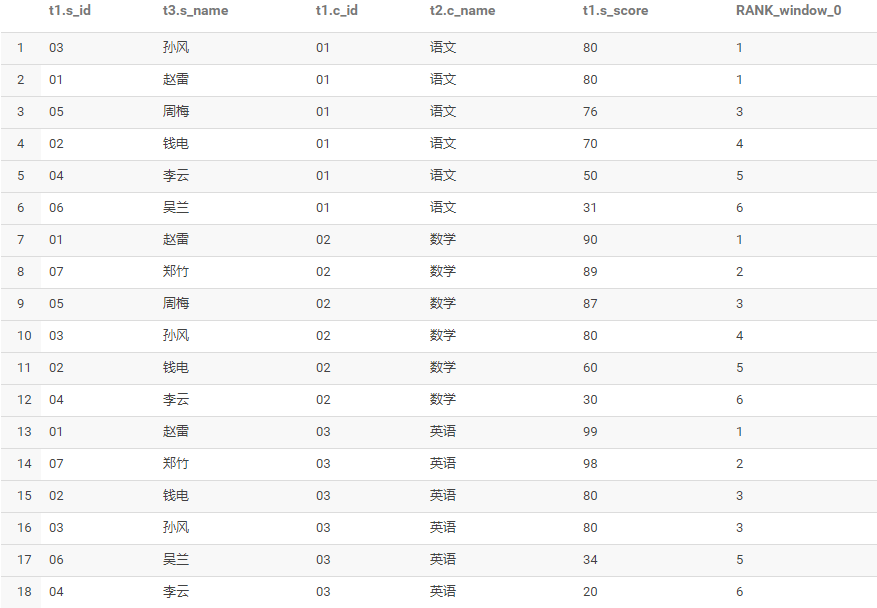 t1.s_id t3.s_name t1.c_id t2.c_name t1.s_score RANK_window_0
1 03 孙风 01 语文 80 1
2 01 赵雷 01 语文 80 1
3 05 周梅 01 语文 76 3
4 02 钱电 01 语文 70 4
5 04 李云 01 语文 50 5
6 06 吴兰 01 语文 31 6
7 01 赵雷 02 数学 90 1
8 07 郑竹 02 数学 89 2
9 05 周梅 02 数学 87 3
10 03 孙风 02 数学 80 4
11 02 钱电 02 数学 60 5
12 04 李云 02 数学 30 6
13 01 赵雷 03 英语 99 1
14 07 郑竹 03 英语 98 2
15 02 钱电 03 英语 80 3
16 03 孙风 03 英语 80 3
17 06 吴兰 03 英语 34 5
18 04 李云 03 英语 20 6